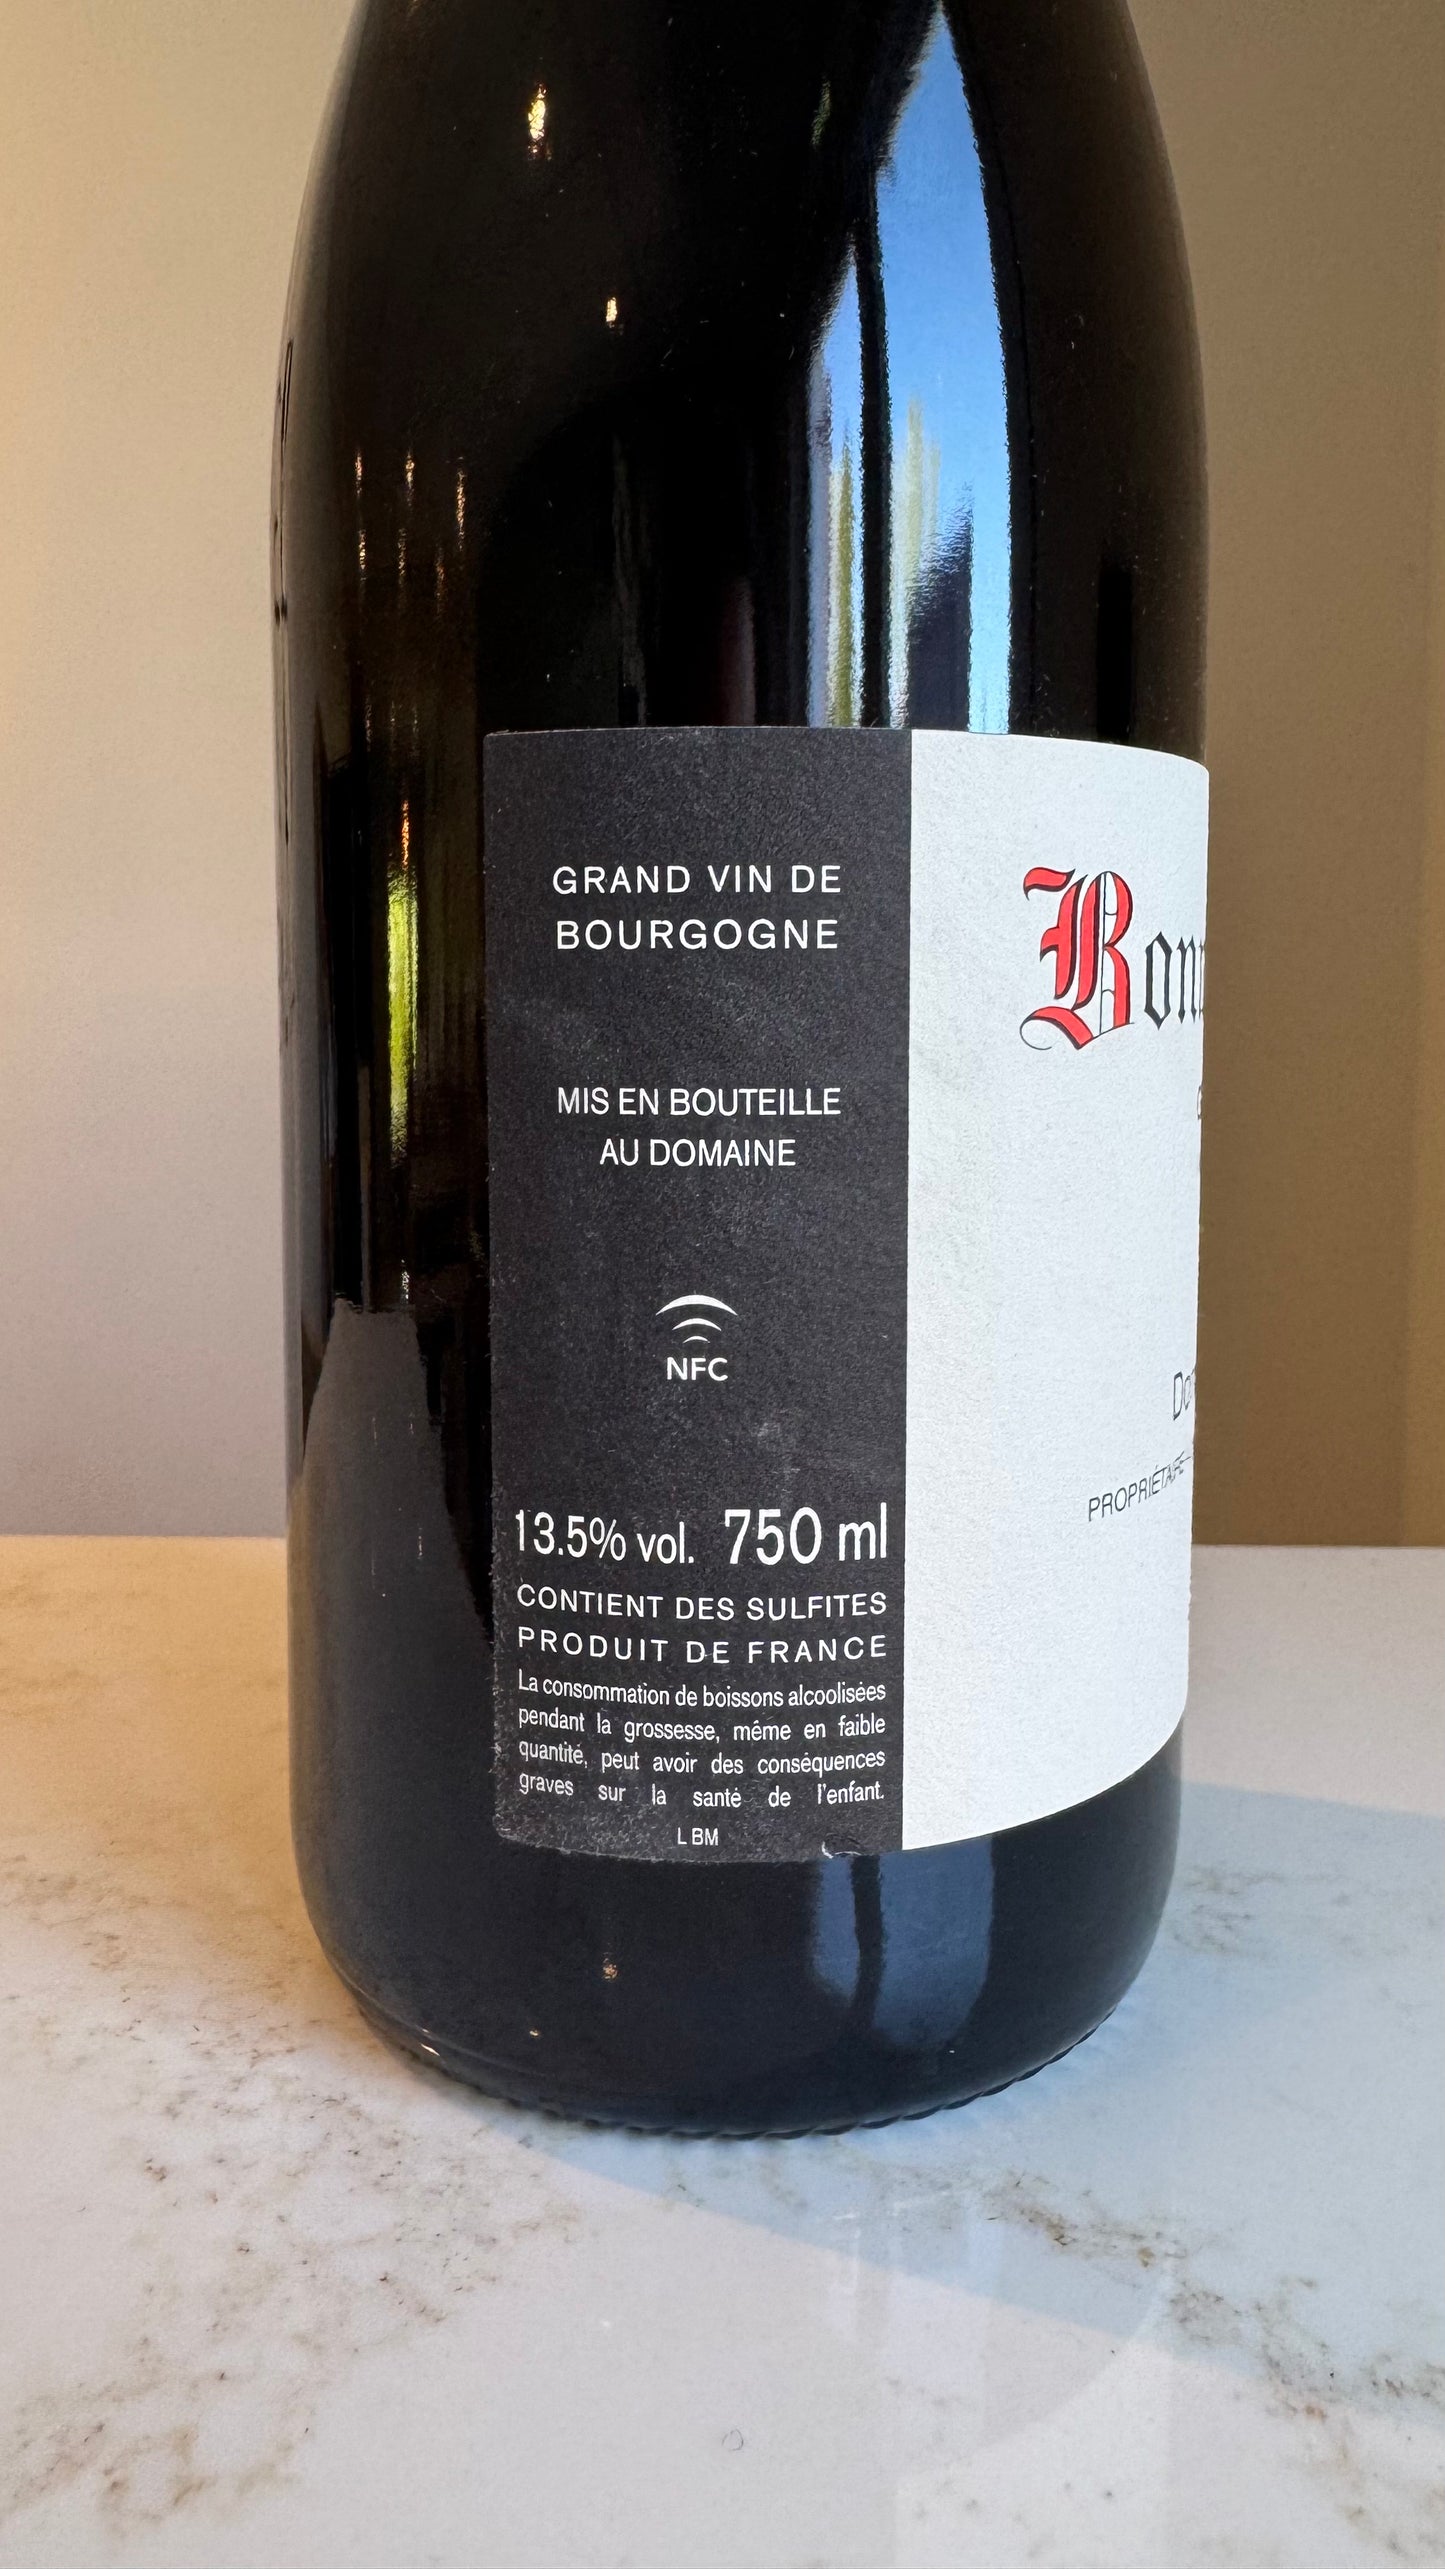 GRAND VIN DE
BOURGOGNE
MIS EN BOUTEILLE
AU DOMAINE
NFC
13.5% vol. 750 ml
CONTIENT DES SULFITES
PRODUIT DE FRANCE
La consommation de boissons alcoolisées
pendant la grossesse, même en faible
quantité, peut avoir des conséquences
graves sur la santé de l'enfant.
L BM
Bonn